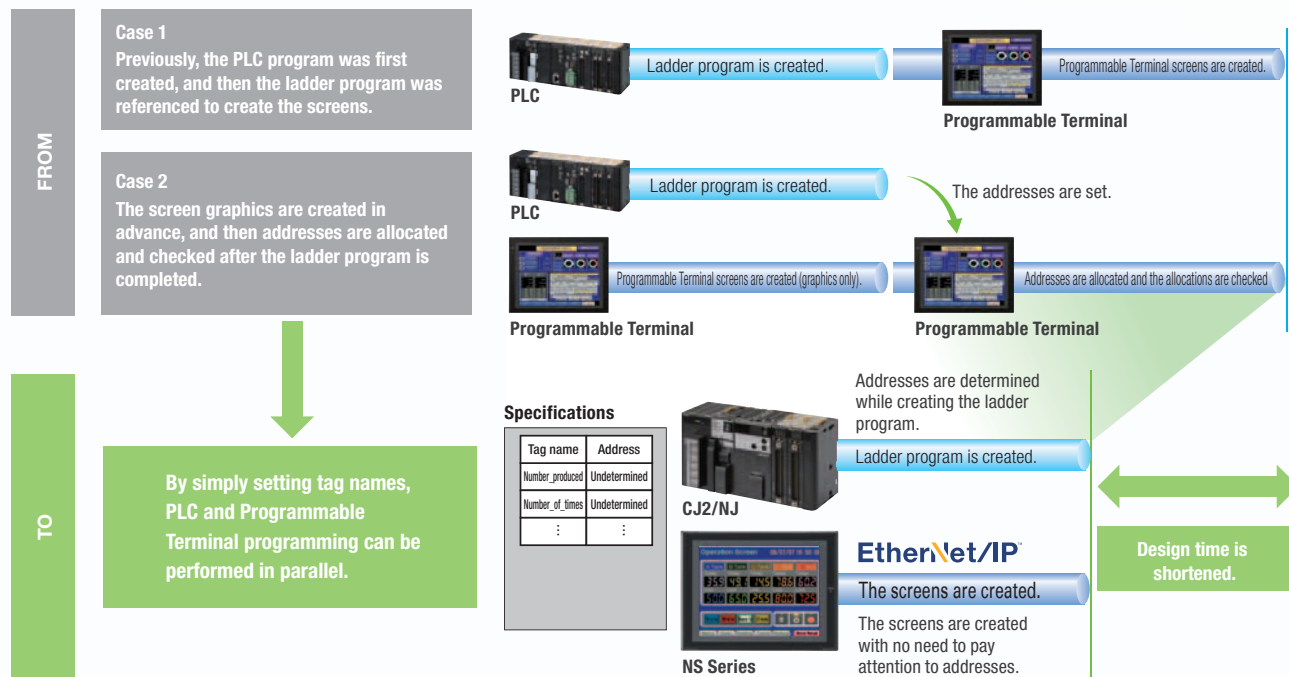 FROM
Case 1
Previously, the PLC program was first
created, and then the ladder program was
referenced to create the screens.
PLC
Ladder program is created.
Programmable Terminal
Programmable Terminal screens are created.
Case 2
The screen graphics are created in
advance, and then addresses are allocated
and checked after the ladder program is
completed.
PLC
Ladder program is created.
The addresses are set.
Programmable Terminal
Programmable Terminal screens are created (graphics only).
Programmable Terminal
Addresses are allocated and the allocations are checked
TO
By simply setting tag names,
PLC and Programmable
Terminal programming can be
performed in parallel.
Specifications
Tag name Address
Number_produced Undetermined
Number_of_times Undetermined
⋮ ⋮
CJ2/NJ
Addresses are determined
while creating the ladder
program.
Ladder program is created.
Operation Screen
NS Series
EtherNet/IP™
The screens are created.
The screens are created
with no need to pay
attention to addresses.
Design time is
shortened.